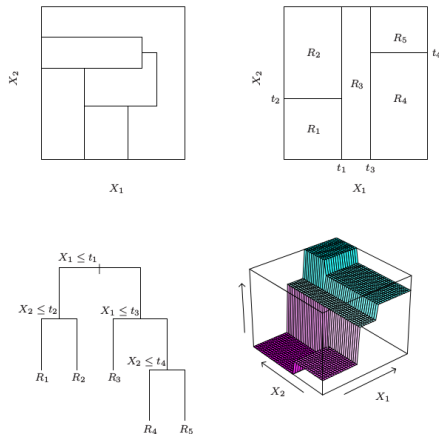 X₂
X₁
R₅
R₂
R₃
X₂
t₄
t₂
R₄
R₁
t₁ t₃
X₁
X₁ ≤ t₁
X₂ ≤ t₂ X₁ ≤ t₃
X₂ ≤ t₄
R₁ R₂ R₃
R₄ R₅
X₂ X₁